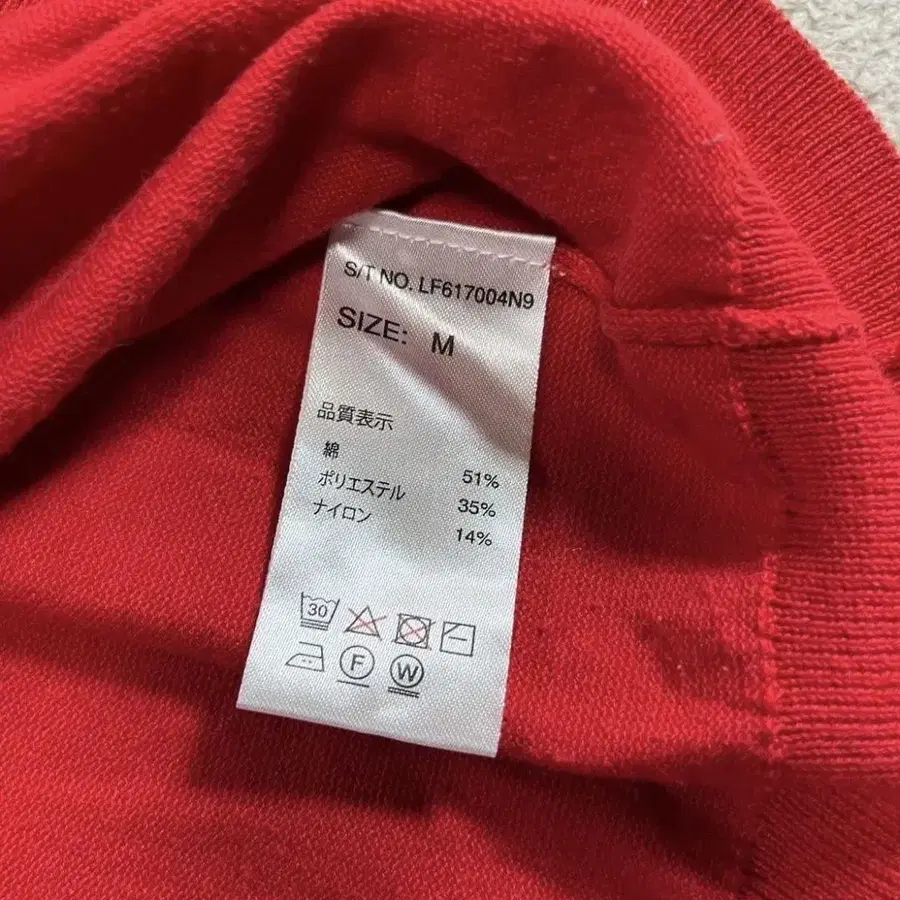 S/T NO. LF617004N9
SIZE: M
品質表示
綿 51%
ポリエステル 35%
ナイロン 14%
30
F W